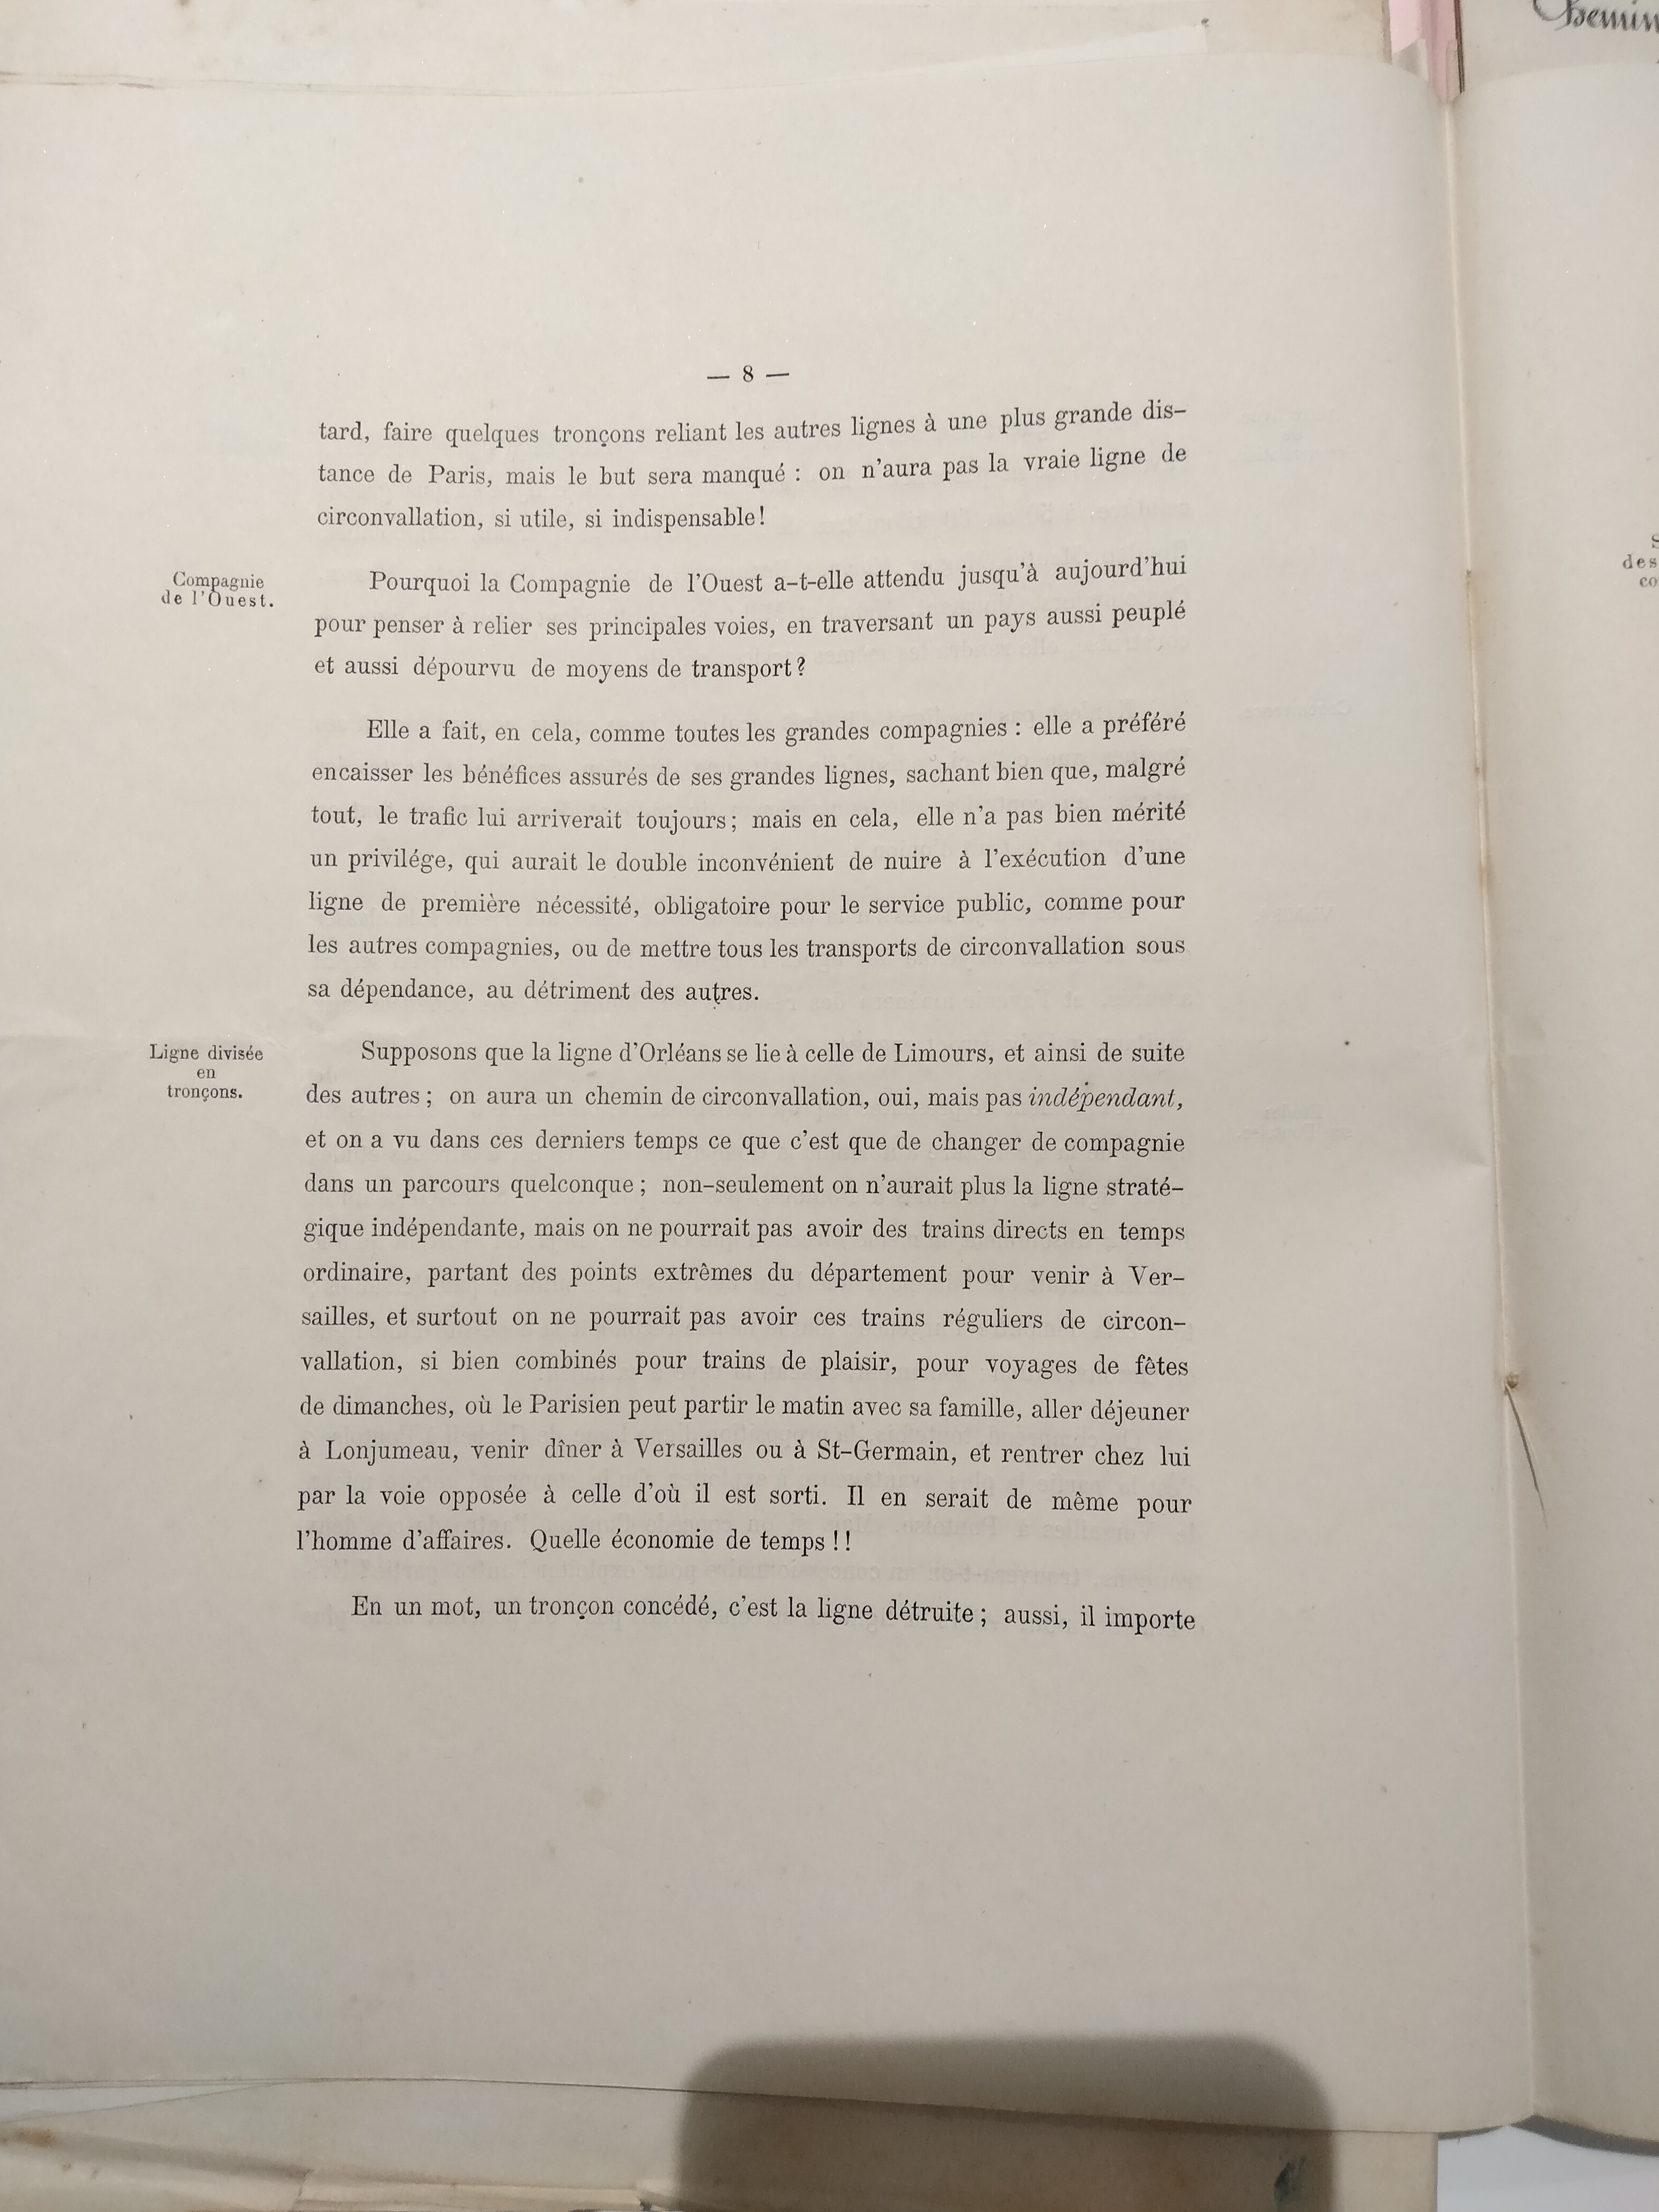 — 8 —
tard, faire quelques tronçons reliant les autres lignes à une plus grande dis-
tance de Paris, mais le but sera manqué : on n'aura pas la vraie ligne de
circonvallation, si utile, si indispensable!
Compagnie
de l'Ouest.
Pourquoi la Compagnie de l'Ouest a-t-elle attendu jusqu'à aujourd'hui
pour penser à relier ses principales voies, en traversant un pays aussi peuplé
et aussi dépourvu de moyens de transport?
Elle a fait, en cela, comme toutes les grandes compagnies : elle a préféré
encaisser les bénéfices assurés de ses grandes lignes, sachant bien que, malgré
tout, le trafic lui arriverait toujours; mais en cela, elle n'a pas bien mérité
un privilége, qui aurait le double inconvénient de nuire à l'exécution d'une
ligne de première nécessité, obligatoire pour le service public, comme pour
les autres compagnies, ou de mettre tous les transports de circonvallation sous
sa dépendance, au détriment des autres.
Ligne divisée
en
tronçons.
Supposons que la ligne d'Orléans se lie à celle de Limours, et ainsi de suite
des autres; on aura un chemin de circonvallation, oui, mais pas indépendant,
et on a vu dans ces derniers temps ce que c'est que de changer de compagnie
dans un parcours quelconque; non-seulement on n'aurait plus la ligne straté-
gique indépendante, mais on ne pourrait pas avoir des trains directs en temps
ordinaire, partant des points extrêmes du département pour venir à Ver-
sailles, et surtout on ne pourrait pas avoir ces trains réguliers de circon-
vallation, si bien combinés pour trains de plaisir, pour voyages de fêtes
de dimanches, où le Parisien peut partir le matin avec sa famille, aller déjeuner
à Lonjumeau, venir dîner à Versailles ou à St-Germain, et rentrer chez lui
par la voie opposée à celle d'où il est sorti. Il en serait de même pour
l'homme d'affaires. Quelle économie de temps!!
En un mot, un tronçon concédé, c'est la ligne détruite; aussi, il importe
des